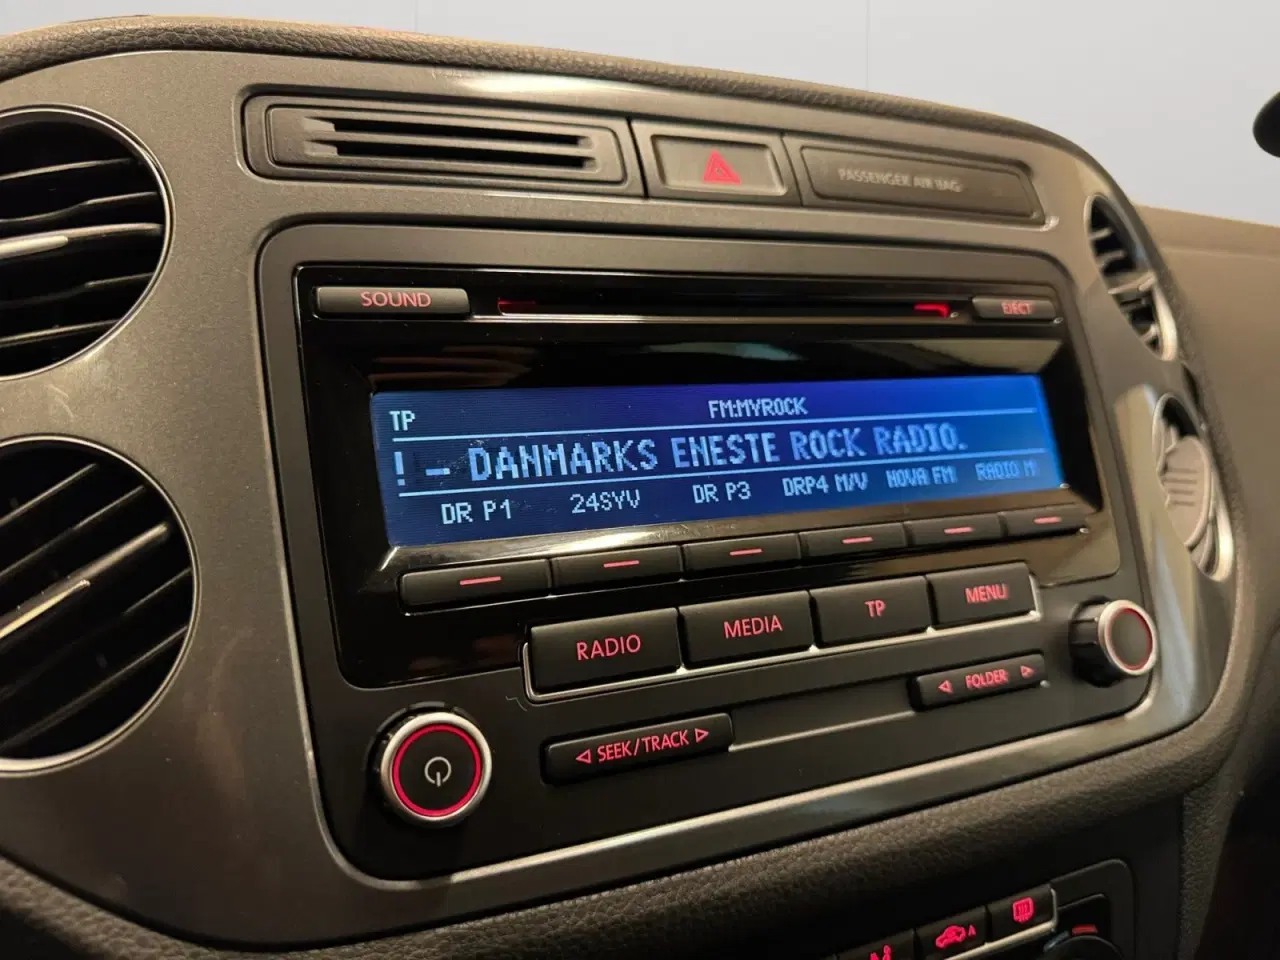 PASSENGER AIR BAG
SOUND
EJECT
TP FM:MYROCK
! - DANMARKS ENESTE ROCK RADIO.
DR P1 24SYV DR P3 DRP4 M/V NOVA FM RADIO M
RADIO MEDIA TP MENU
FOLDER
SEEK/TRACK
A